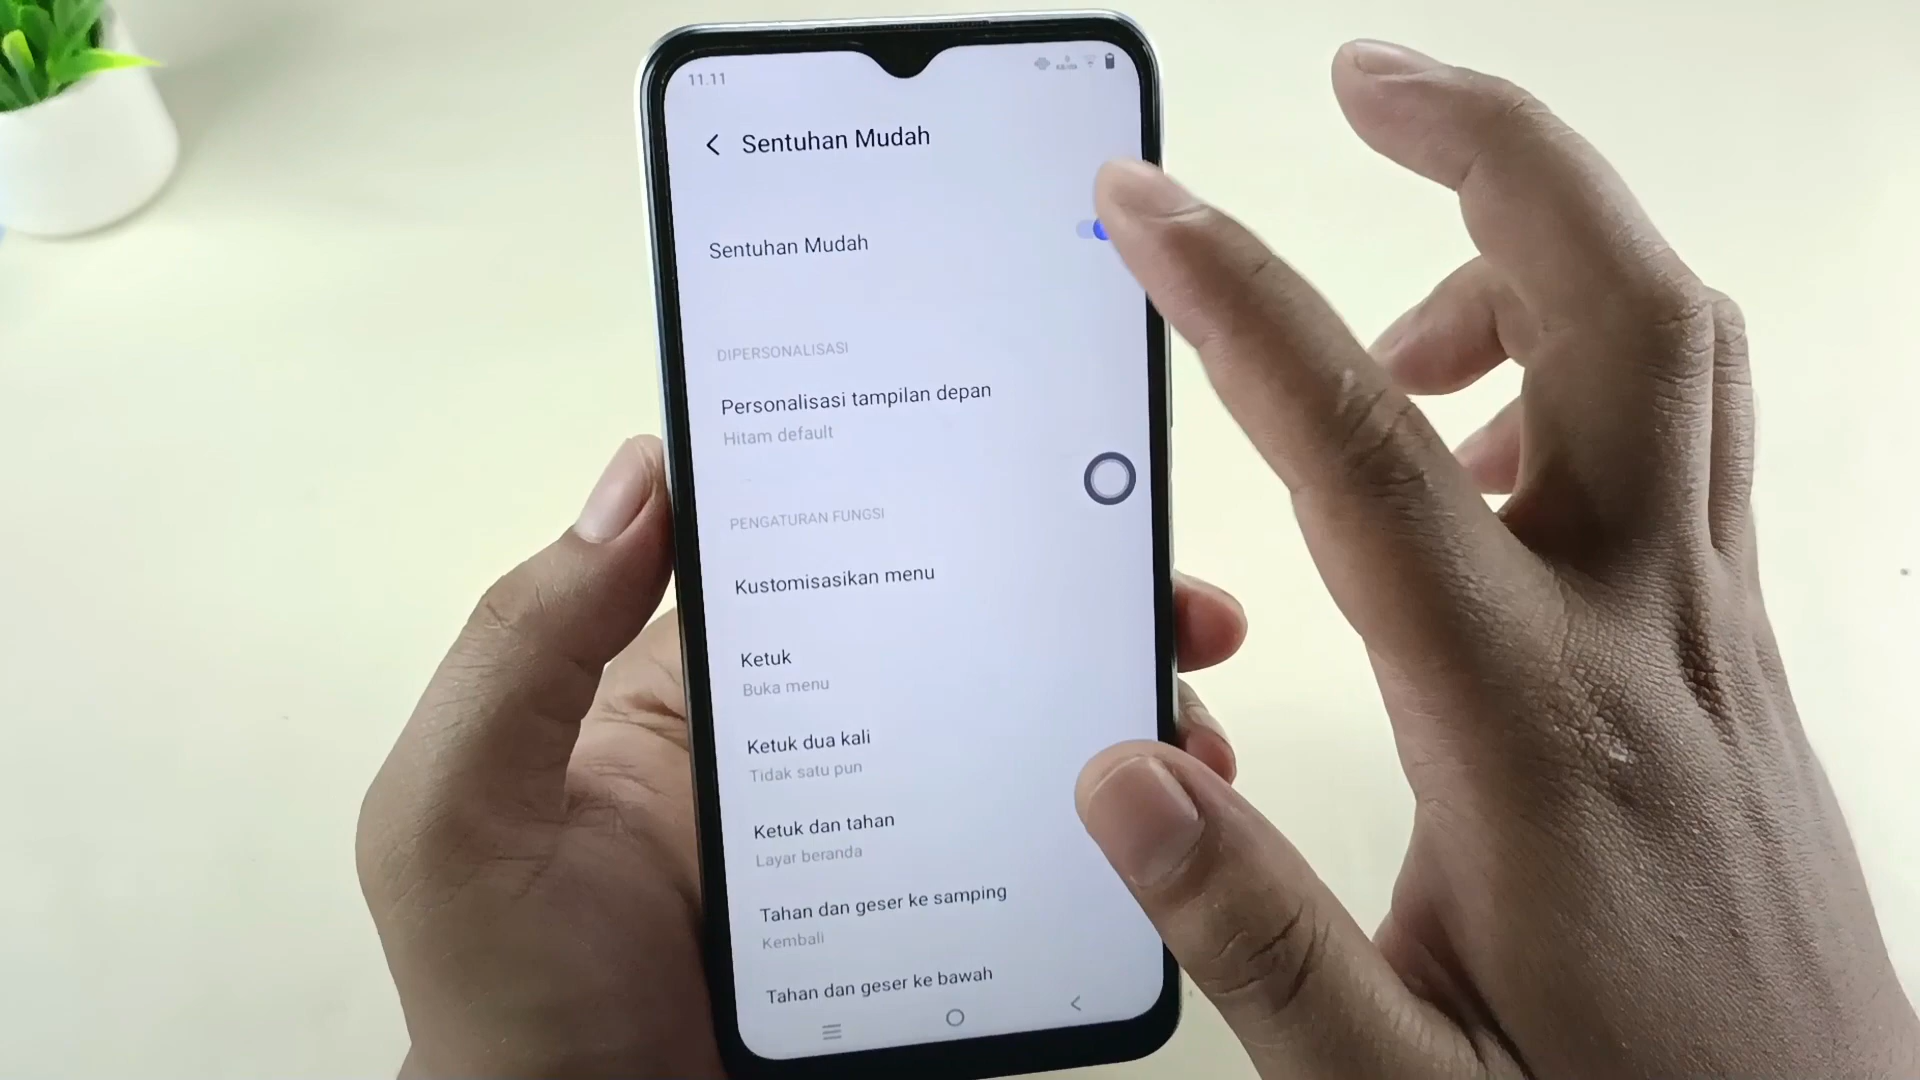 11.11
Sentuhan Mudah
Sentuhan Mudah
DIPERSONALISASI
Personalisasi tampilan depan
Hitam default
PENGATURAN FUNGSI
Kustomisasikan menu
Ketuk
Buka menu
Ketuk dua kali
Tidak satu pun
Ketuk dan tahan
Layar beranda
Tahan dan geser ke samping
Kembali
Tahan dan geser ke bawah